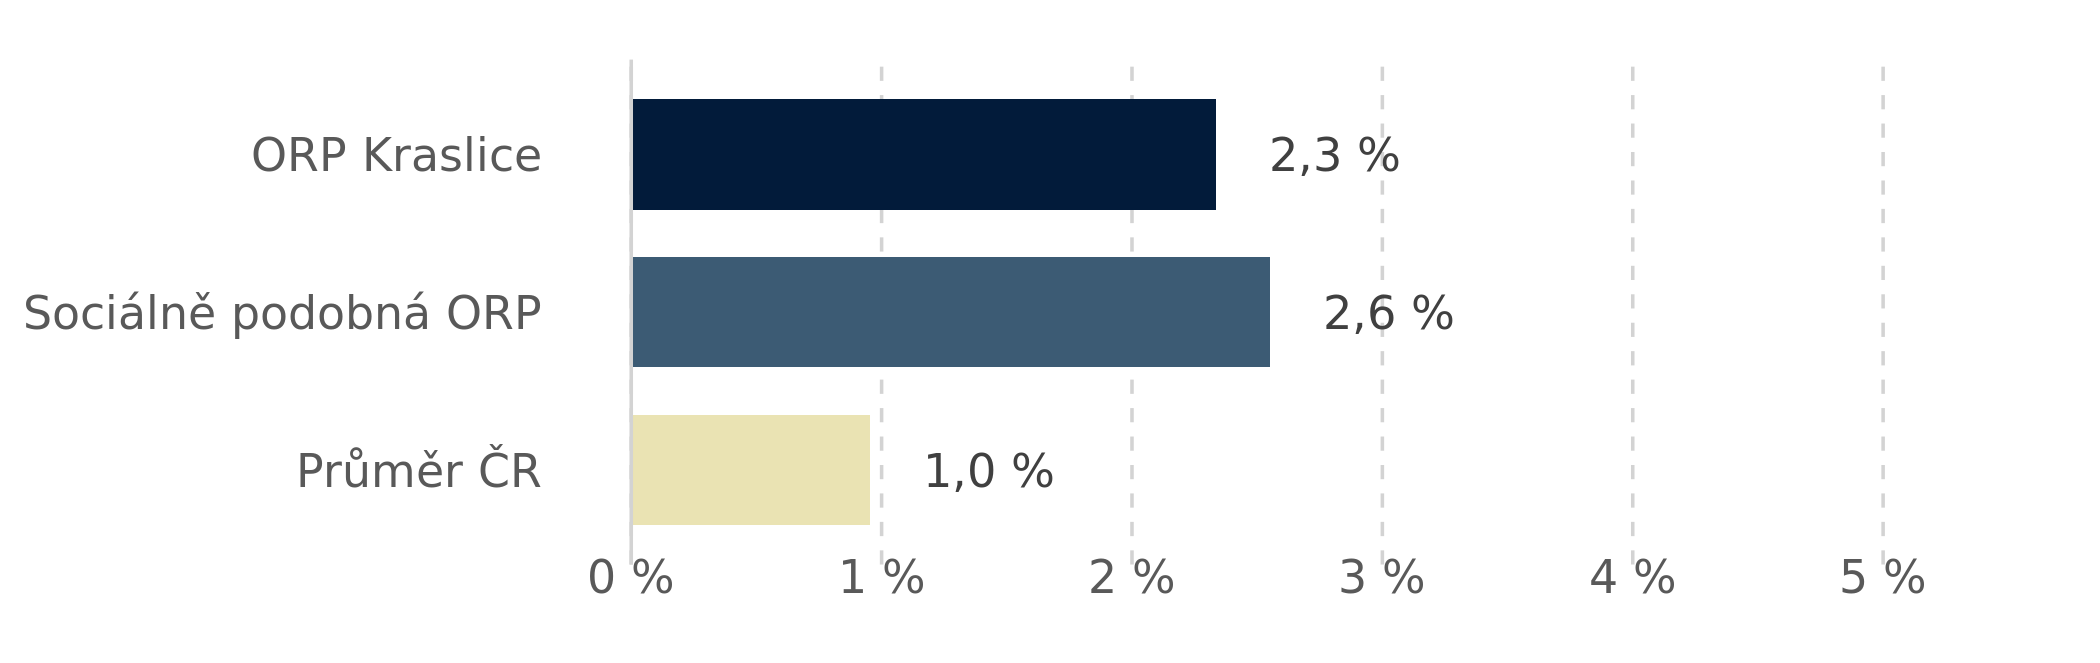 ORP Kraslice 2,3 %
Sociálně podobná ORP 2,6 %
Průměr ČR 1,0 %
0 % 1 % 2 % 3 % 4 % 5 %